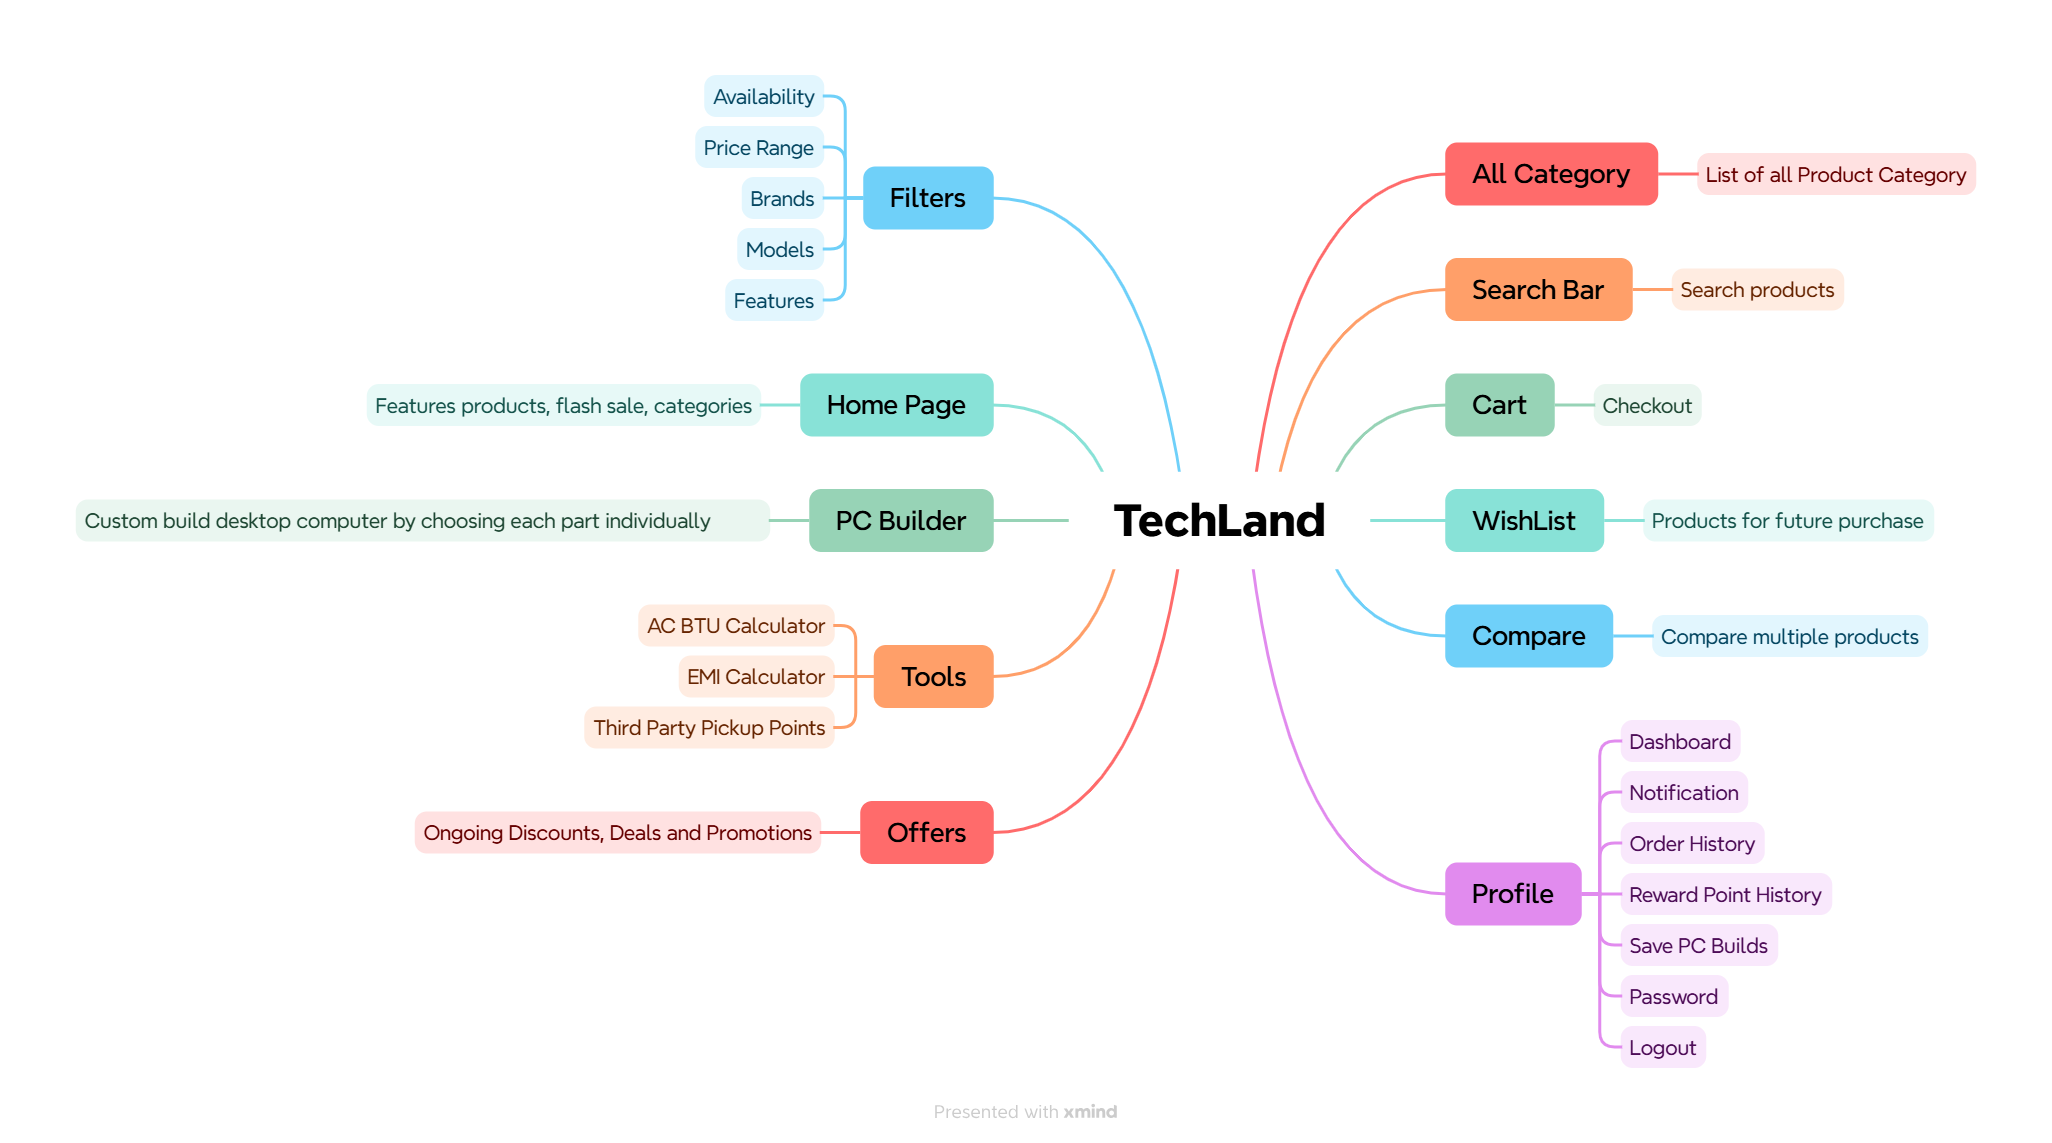 TechLand
All Category
List of all Product Category
Search Bar
Search products
Cart
Checkout
WishList
Products for future purchase
Compare
Compare multiple products
Profile
Dashboard
Notification
Order History
Reward Point History
Save PC Builds
Password
Logout
Filters
Availability
Price Range
Brands
Models
Features
Home Page
Features products, flash sale, categories
PC Builder
Custom build desktop computer by choosing each part individually
Tools
AC BTU Calculator
EMI Calculator
Third Party Pickup Points
Offers
Ongoing Discounts, Deals and Promotions
Presented with xmind